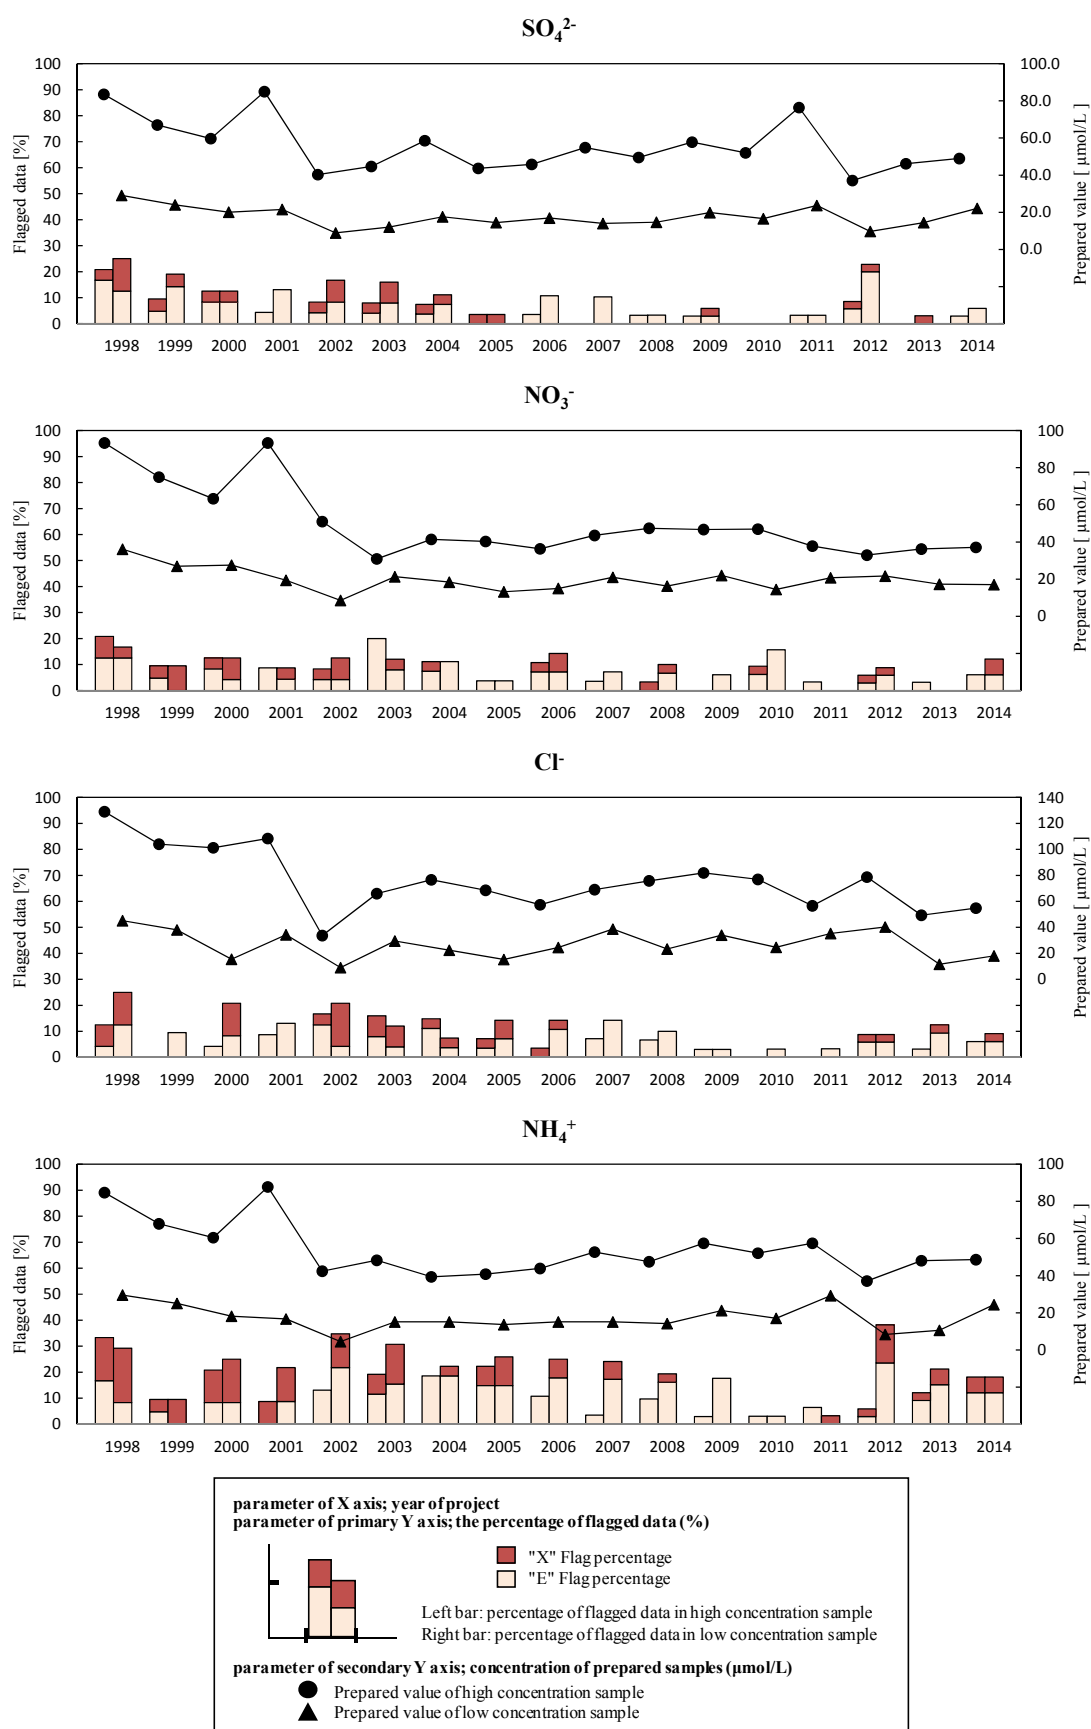 SO₄²⁻
100 100.0
90
80 80.0
70
60 60.0
50
40 40.0
30
20 20.0
10
0 0.0
Flagged data [%]
Prepared value [ μmol/L ]
1998 1999 2000 2001 2002 2003 2004 2005 2006 2007 2008 2009 2010 2011 2012 2013 2014
NO₃⁻
100 100
90
80 80
70
60 60
50
40 40
30
20 20
10
0 0
Flagged data [%]
Prepared value [ μmol/L ]
1998 1999 2000 2001 2002 2003 2004 2005 2006 2007 2008 2009 2010 2011 2012 2013 2014
Cl⁻
100 140
90 120
80 100
70 80
60 60
50 40
40 20
30 0
20
10
0
Flagged data [%]
Prepared value [ μmol/L ]
1998 1999 2000 2001 2002 2003 2004 2005 2006 2007 2008 2009 2010 2011 2012 2013 2014
NH₄⁺
100 100
90
80 80
70
60 60
50
40 40
30
20 20
10
0 0
Flagged data [%]
Prepared value [ μmol/L ]
1998 1999 2000 2001 2002 2003 2004 2005 2006 2007 2008 2009 2010 2011 2012 2013 2014
parameter of X axis; year of project
parameter of primary Y axis; the percentage of flagged data (%)
"X" Flag percentage
"E" Flag percentage
Left bar: percentage of flagged data in high concentration sample
Right bar: percentage of flagged data in low concentration sample
parameter of secondary Y axis; concentration of prepared samples (μmol/L)
Prepared value of high concentration sample
Prepared value of low concentration sample